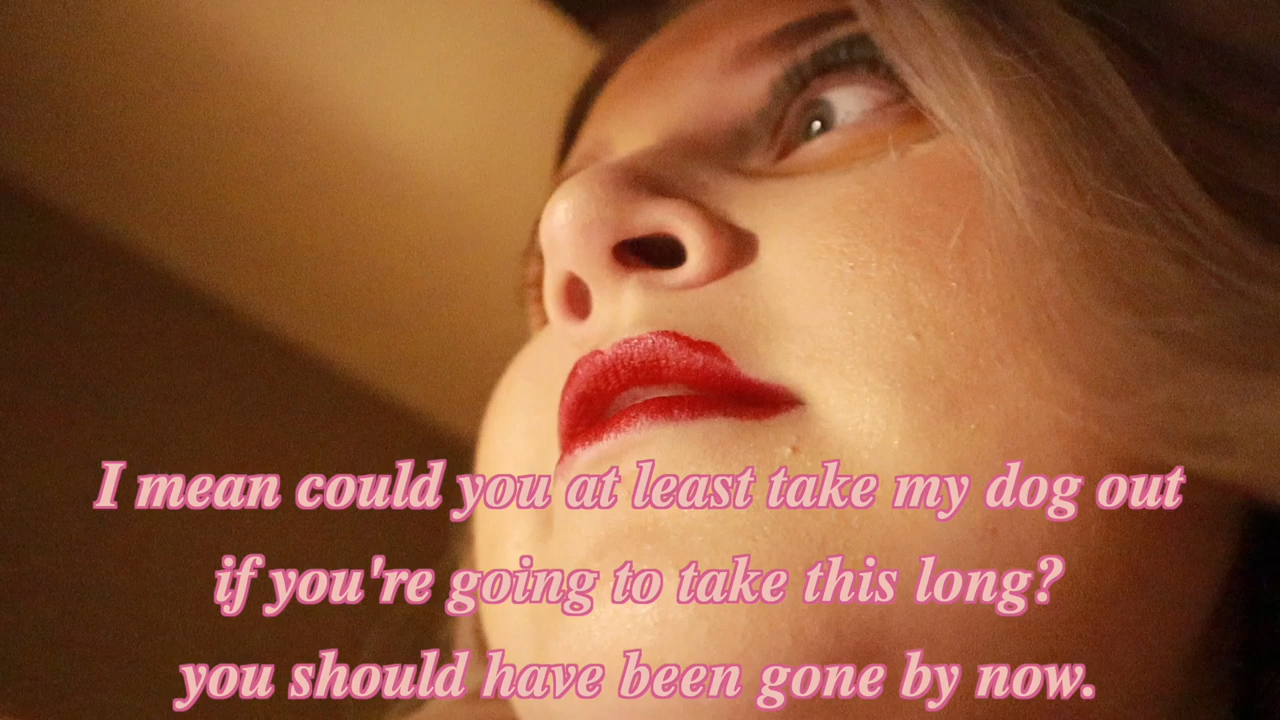 I mean could you at least take my dog out
if you're going to take this long?
you should have been gone by now.